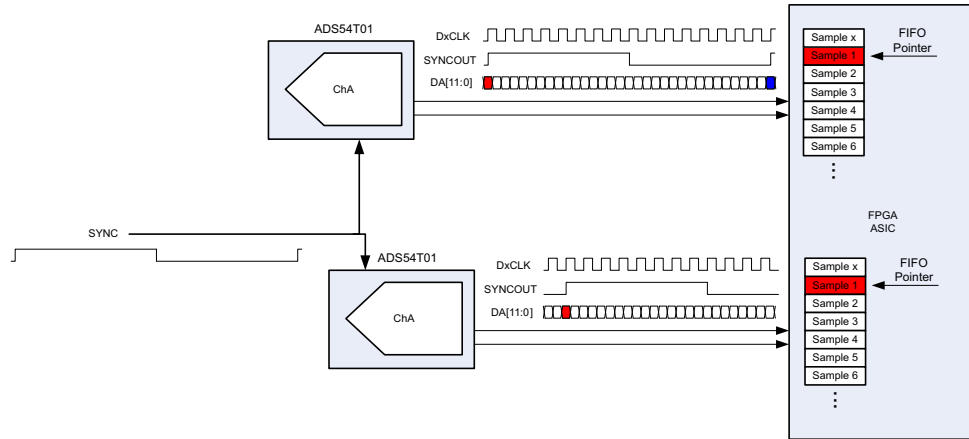 ADS54T01
ChA
DxCLK
SYNCOUT
DA[11:0]
Sample x
Sample 1
Sample 2
Sample 3
Sample 4
Sample 5
Sample 6
FIFO
Pointer
FPGA
ASIC
SYNC
ADS54T01
ChA
DxCLK
SYNCOUT
DA[11:0]
Sample x
Sample 1
Sample 2
Sample 3
Sample 4
Sample 5
Sample 6
FIFO
Pointer